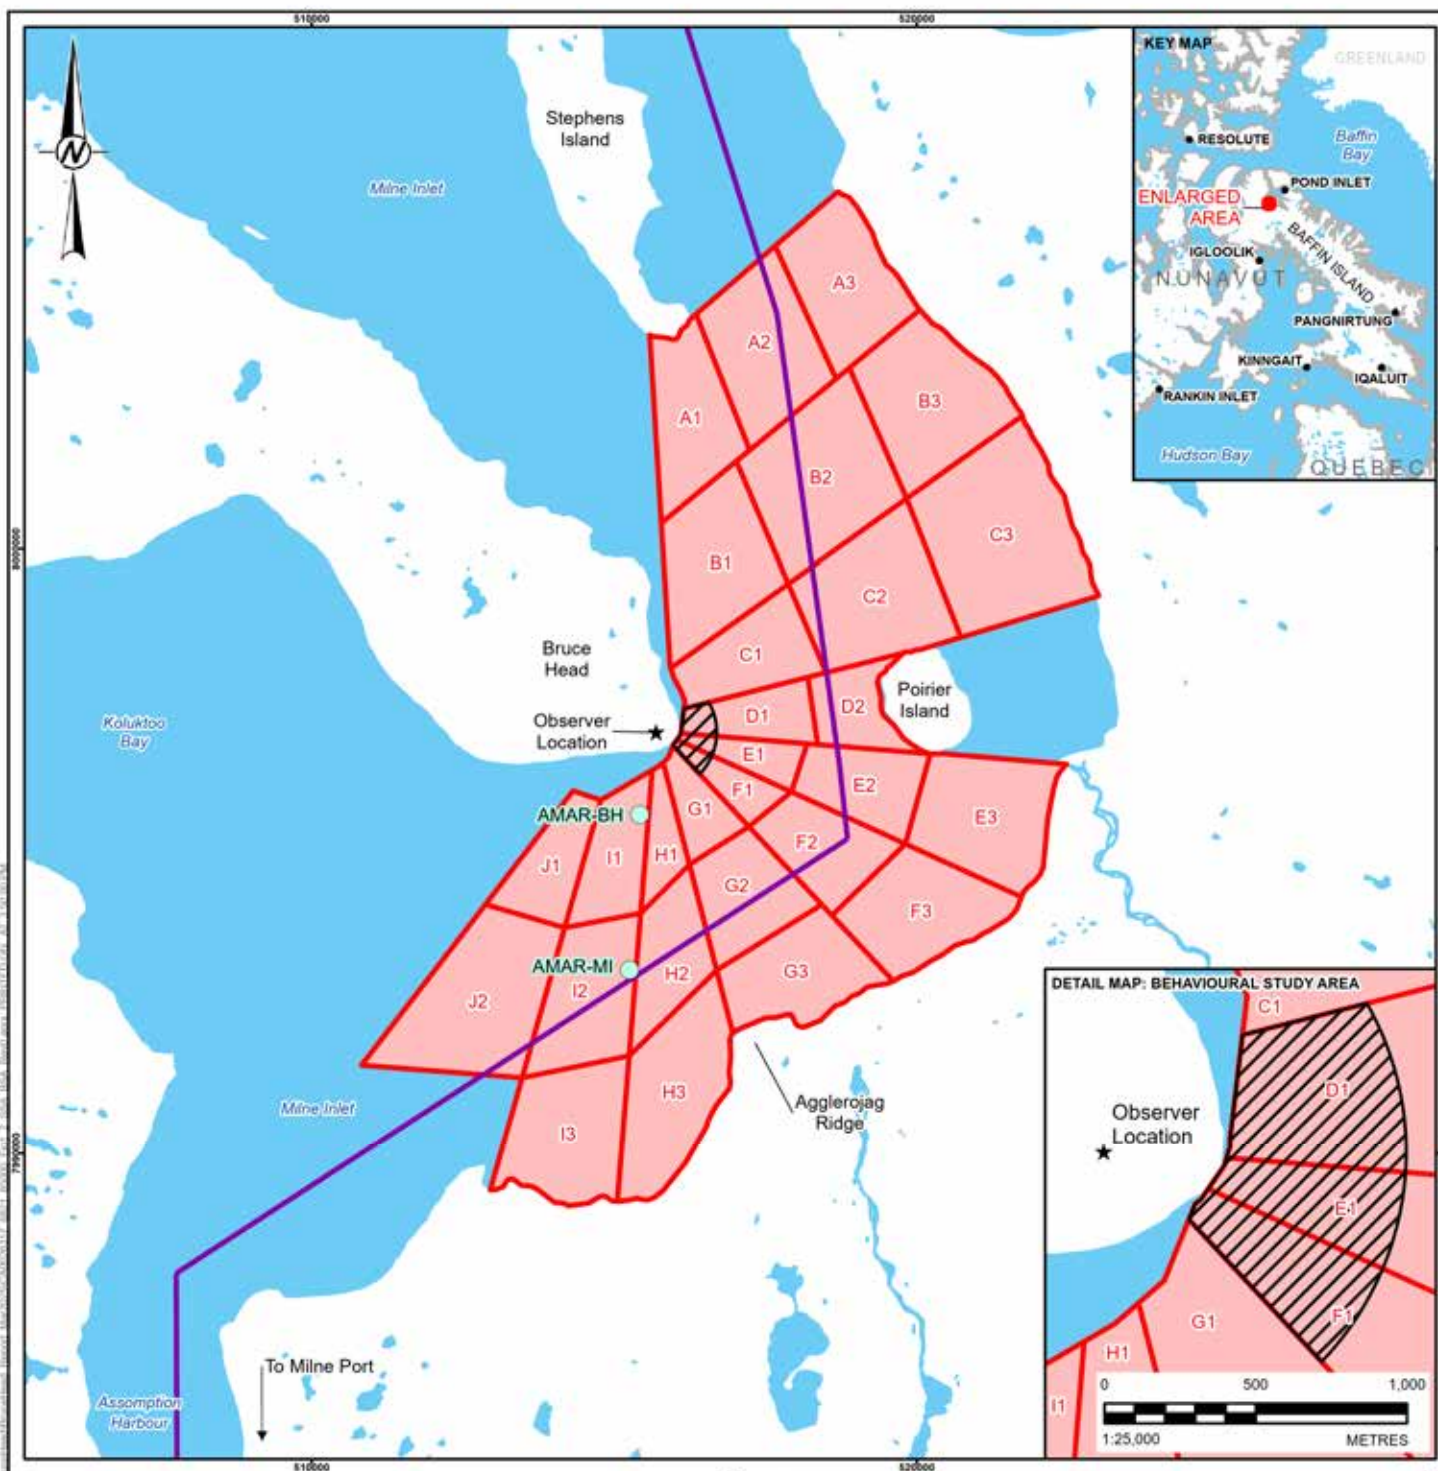 510000
520000
N
Stephens
Island
Milne Inlet
KEY MAP
GREENLAND
RESOLUTE
Baffin
Bay
POND INLET
ENLARGED
AREA
BAFFIN ISLAND
IGLOOLIK
NUNAVUT
PANGNIRTUNG
KINNGAIT
IQALUIT
RANKIN INLET
Hudson Bay
QUEBEC
A3
A2
A1
B3
B2
B1
C3
C2
C1
8000000
Bruce
Head
Koluktoo
Bay
Observer
Location
Poirier
Island
D1
D2
E1
E2
E3
F1
F2
F3
G1
G2
G3
AMAR-BH
H1
I1
J1
AMAR-MI
H2
I2
J2
H3
I3
Milne Inlet
Agglerojaq
Ridge
7990000
To Milne Port
Assomption
Harbour
DETAIL MAP: BEHAVIOURAL STUDY AREA
C1
D1
Observer
Location
E1
F1
G1
H1
I1
0 500 1,000
1:25,000 METRES
510000
520000